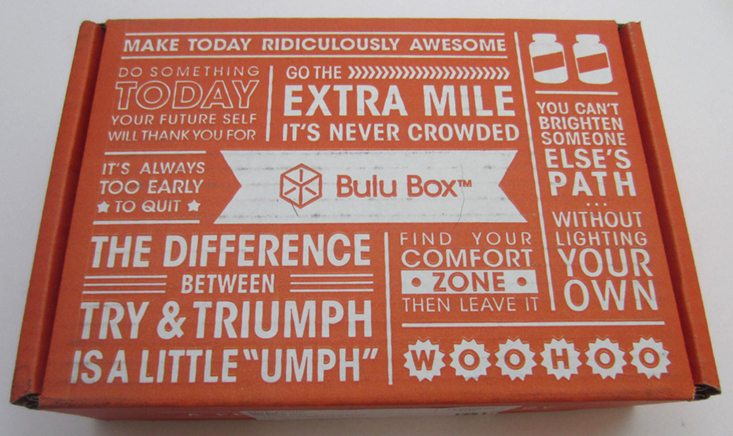 MAKE TODAY RIDICULOUSLY AWESOME
DO SOMETHING
TODAY
YOUR FUTURE SELF
WILL THANK YOU FOR
GO THE
EXTRA MILE
IT'S NEVER CROWDED
IT'S ALWAYS
TOO EARLY
TO QUIT
Bulu Box™
YOU CAN'T
BRIGHTEN
SOMEONE
ELSE'S
PATH
...
WITHOUT
LIGHTING
YOUR
OWN
THE DIFFERENCE
BETWEEN
TRY & TRIUMPH
IS A LITTLE "UMPH"
FIND YOUR
COMFORT
ZONE
THEN LEAVE IT
WOOHOO